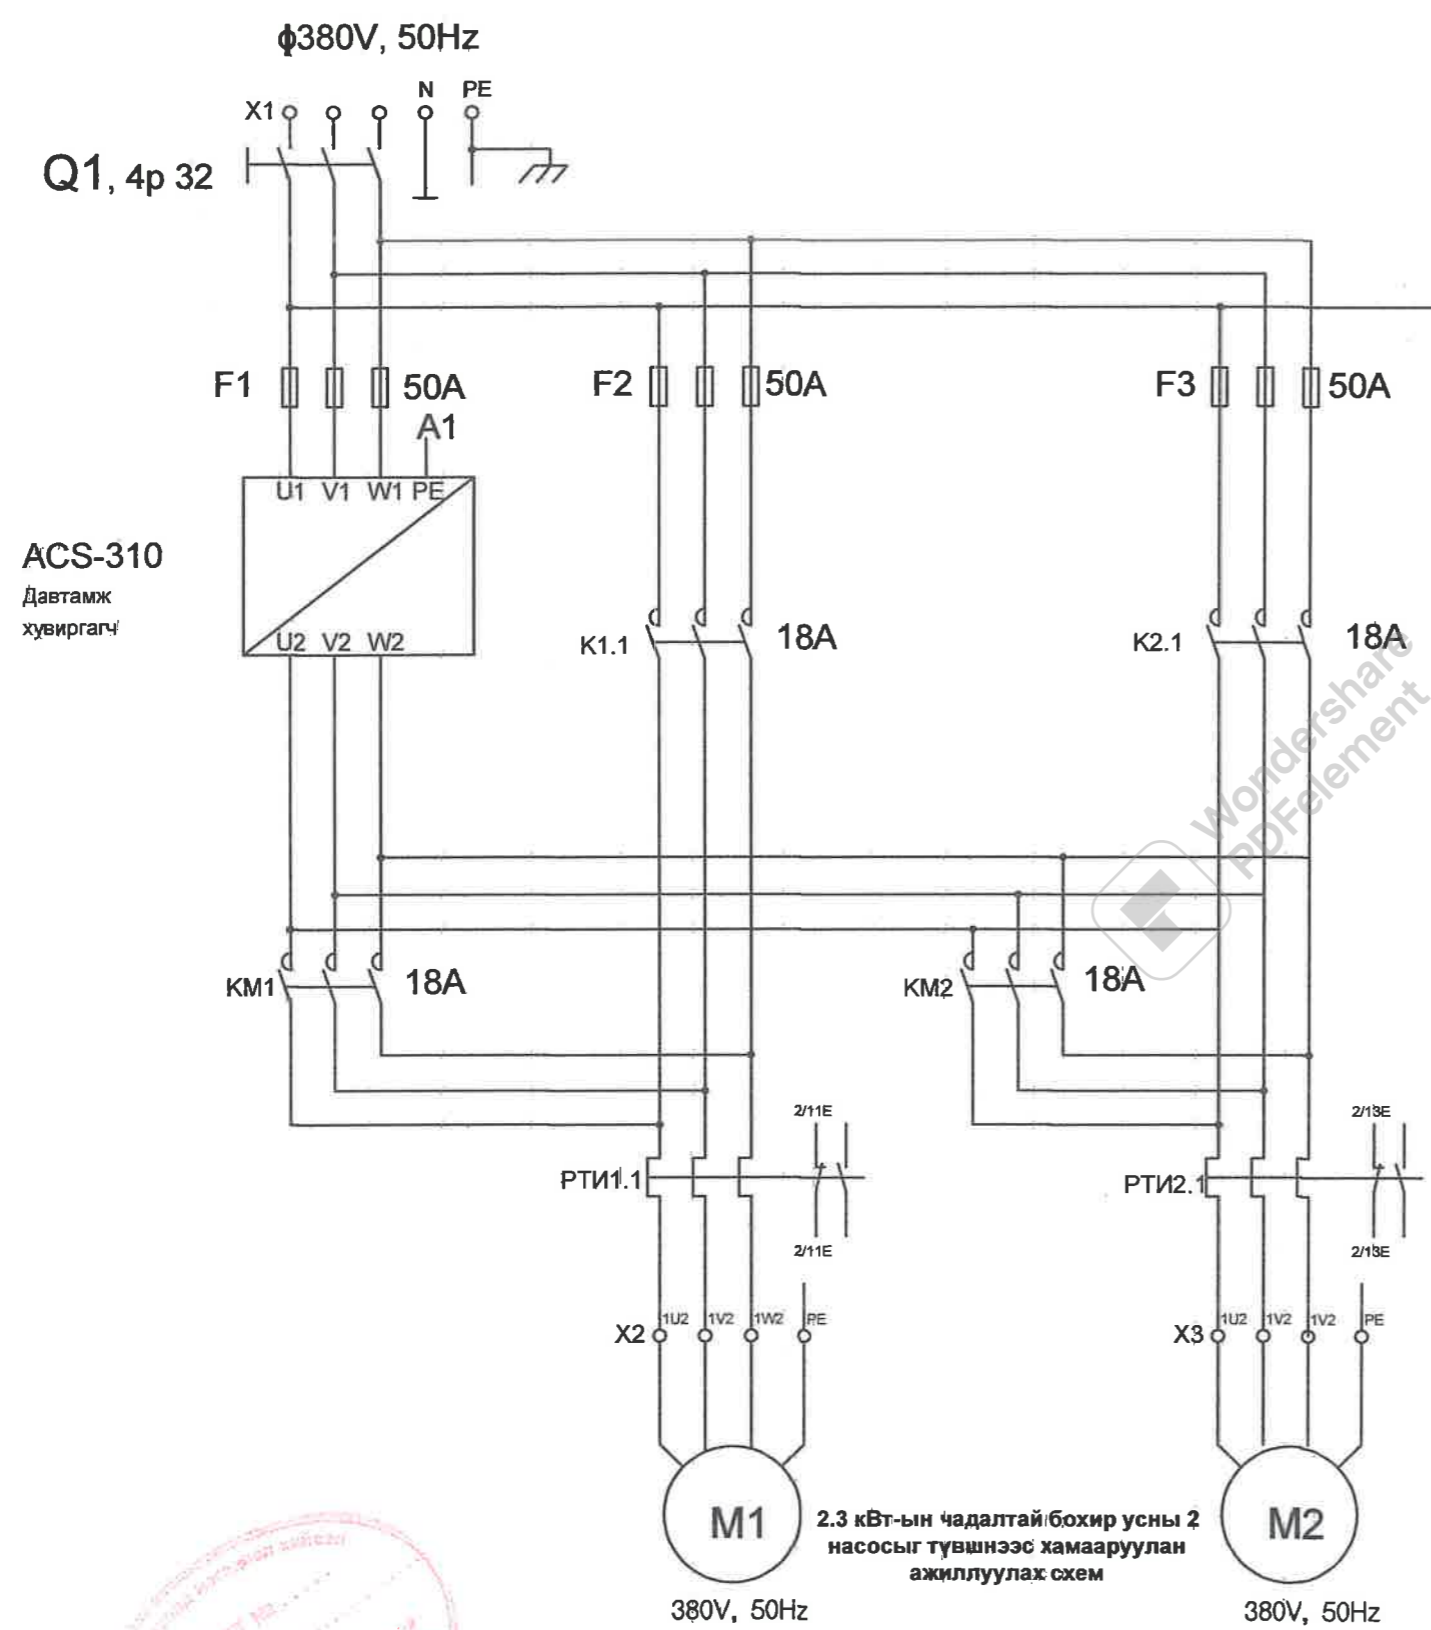 ϕ380V, 50Hz
N PE
X1
Q1, 4p 32
F1 50A F2 50A F3 50A
A1
U1 V1 W1 PE
ACS-310
Давтамж
хувиргагч
U2 V2 W2
K1.1 18A K2.1 18A
KM1 18A KM2 18A
2/11E 2/13E
РТИ1.1 РТИ2.1
2/11E 2/13E
1U2 1V2 1W2 PE 1U2 1V2 1V2 PE
X2 X3
M1 M2
2.3 кВт-ын чадалтай бохир усны 2
насосыг түвшнээс хамааруулан
ажиллуулах схем
380V, 50Hz 380V, 50Hz
Wondershare
PDFelement